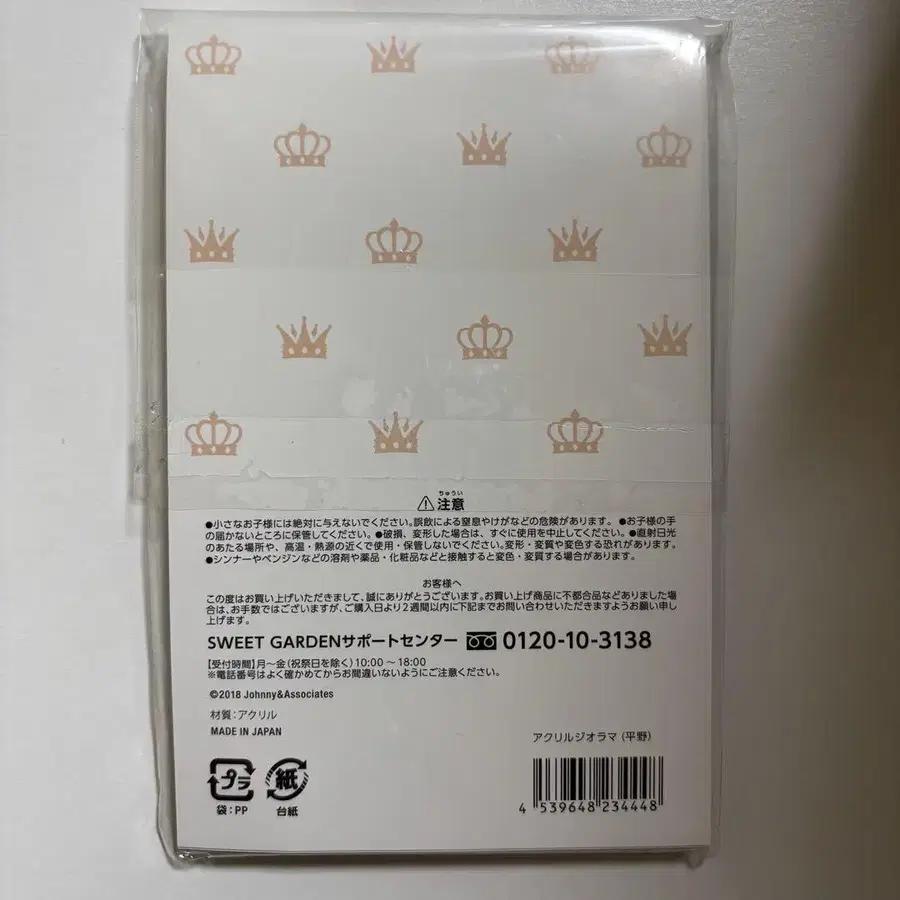 ちゅうい
注意
●小さなお子様には絶対に与えないでください。誤飲による窒息やけがなどの危険があります。 ●お子様の手
の届かないところに保管してください。●破損、変形した場合は、すぐに使用を中止してください。●直射日光
のあたる場所や、高温・熱源の近くで使用・保管しないでください。変形・変質や変色する恐れがあります。
●シンナーやベンジンなどの溶剤や薬品・化粧品などと接触すると変色・変質する場合があります。
お客様へ
この度はお買い上げいただきまして、誠にありがとうございます。お買い上げ商品に不都合品などありました場
合は、お手数ではございますが、ご購入日より2週間以内に下記までお問い合わせいただきますようお願い申し
上げます。
SWEET GARDENサポートセンター 0120-10-3138
【受付時間】月〜金(祝祭日を除く)10:00〜18:00
※電話番号はよく確かめてからお間違いないようにご注意ください。
©2018 Johnny&Associates
材質:アクリル
MADE IN JAPAN
アクリルジオラマ(平野)
プラ
袋:PP
紙
台紙
4 539648 234448